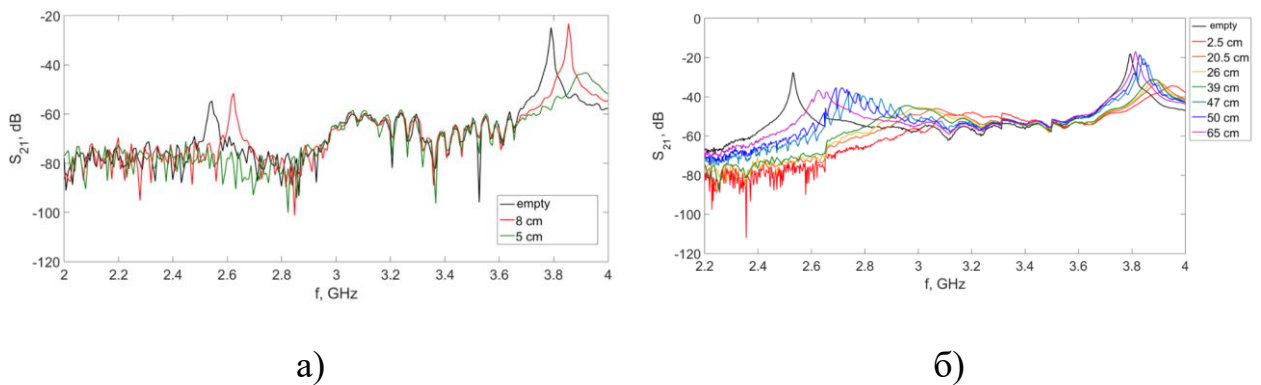 S21, dB
-20
-40
-60
-80
-100
-120
2 2.2 2.4 2.6 2.8 3 3.2 3.4 3.6 3.8 4
f, GHz
empty
8 cm
5 cm
а)
S21, dB
0
-20
-40
-60
-80
-100
-120
2.2 2.4 2.6 2.8 3 3.2 3.4 3.6 3.8 4
f, GHz
empty
2.5 cm
20.5 cm
26 cm
39 cm
47 cm
50 cm
65 cm
б)